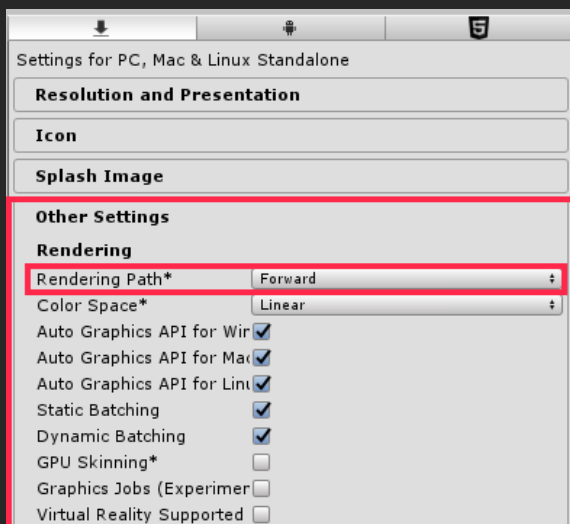 Settings for PC, Mac & Linux Standalone
Resolution and Presentation
Icon
Splash Image
Other Settings
Rendering
Rendering Path* Forward
Color Space* Linear
Auto Graphics API for Win
Auto Graphics API for Mac
Auto Graphics API for Linu
Static Batching
Dynamic Batching
GPU Skinning*
Graphics Jobs (Experimen
Virtual Reality Supported